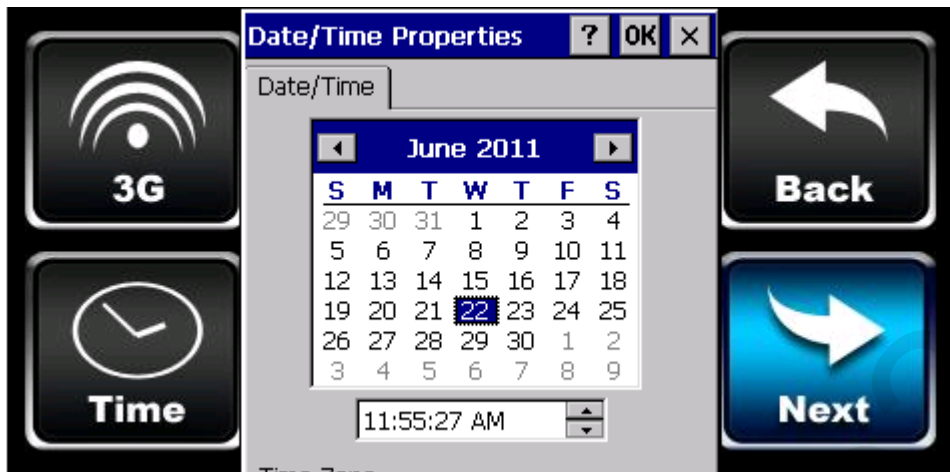 Date/Time Properties ? OK ×
Date/Time
June 2011
S M T W T F S
29 30 31 1 2 3 4
5 6 7 8 9 10 11
12 13 14 15 16 17 18
19 20 21 22 23 24 25
26 27 28 29 30 1 2
3 4 5 6 7 8 9
11:55:27 AM
Time Zone
3G
Time
Back
Next